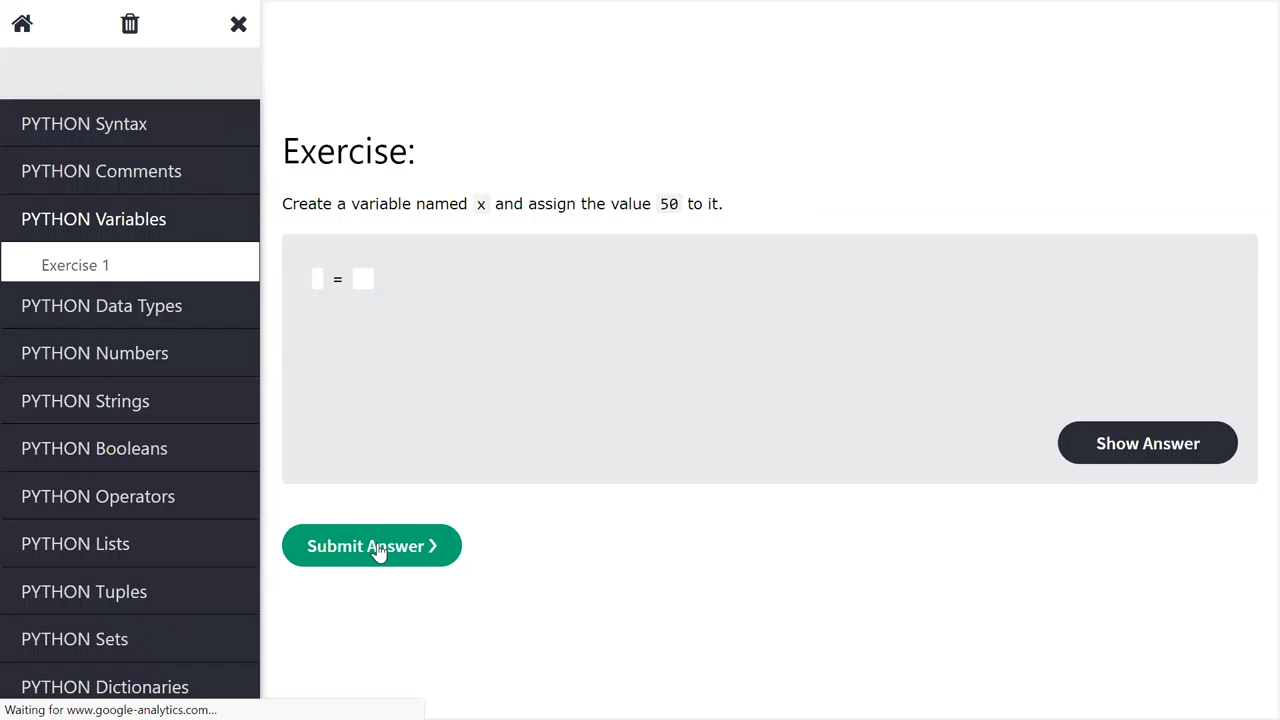 PYTHON Syntax
PYTHON Comments
PYTHON Variables
Exercise 1
PYTHON Data Types
PYTHON Numbers
PYTHON Strings
PYTHON Booleans
PYTHON Operators
PYTHON Lists
PYTHON Tuples
PYTHON Sets
PYTHON Dictionaries
Waiting for www.google-analytics.com...
Exercise:
Create a variable named x and assign the value 50 to it.
=
Show Answer
Submit Answer ❯